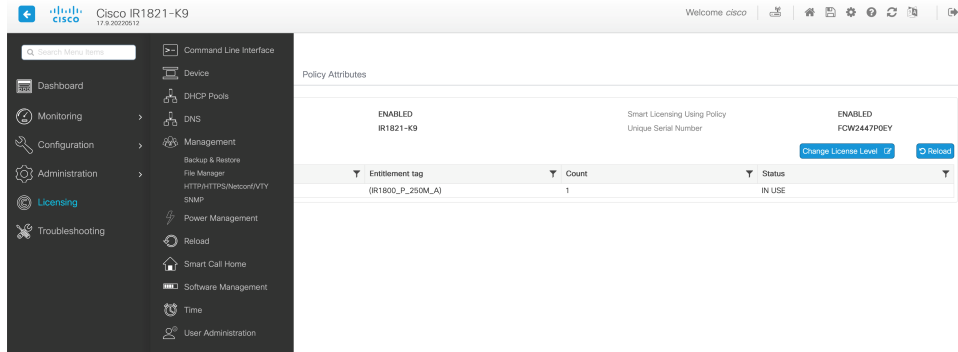 CISCO
Cisco IR1821-K9
17.9.20220512
Welcome cisco
Search Menu Items
Dashboard
Monitoring
Configuration
Administration
Licensing
Troubleshooting
Command Line Interface
Device
DHCP Pools
DNS
Management
Backup & Restore
File Manager
HTTP/HTTPS/Netconf/VTY
SNMP
Power Management
Reload
Smart Call Home
Software Management
Time
User Administration
Policy Attributes
ENABLED Smart Licensing Using Policy ENABLED
IR1821-K9 Unique Serial Number FCW2447P0EY
Change License Level Reload
Entitlement tag Count Status
(IR1800_P_250M_A) 1 IN USE